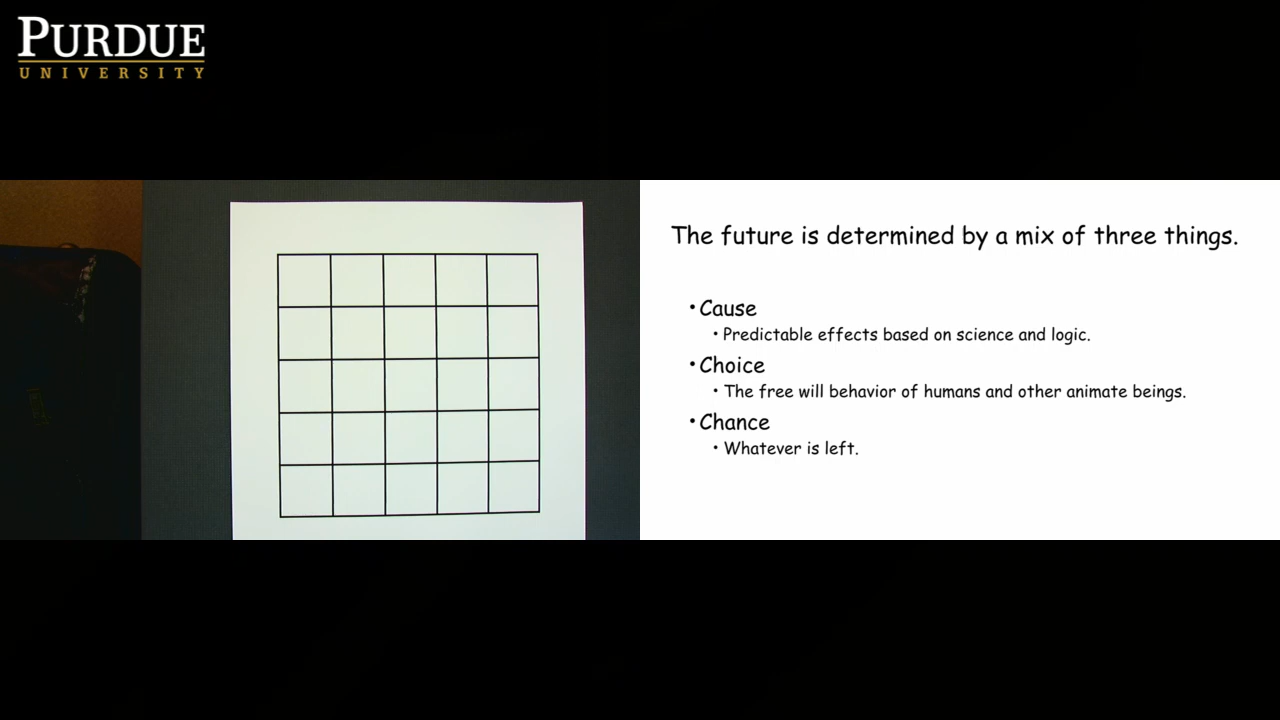 PURDUE
UNIVERSITY
The future is determined by a mix of three things.
• Cause
• Predictable effects based on science and logic.
• Choice
• The free will behavior of humans and other animate beings.
• Chance
• Whatever is left.